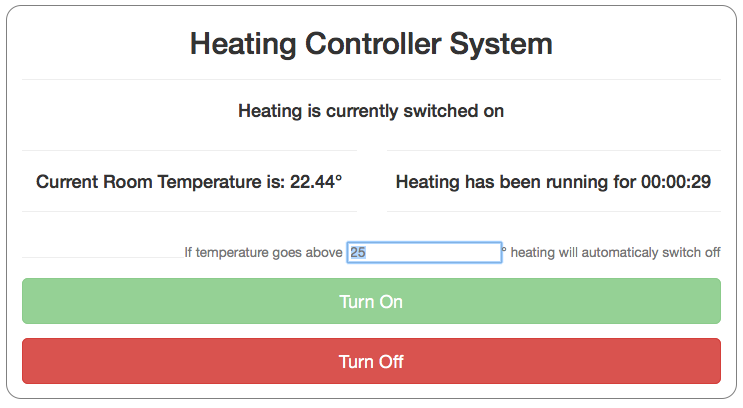 Heating Controller System
Heating is currently switched on
Current Room Temperature is: 22.44°
Heating has been running for 00:00:29
If temperature goes above 25° heating will automaticaly switch off
Turn On
Turn Off